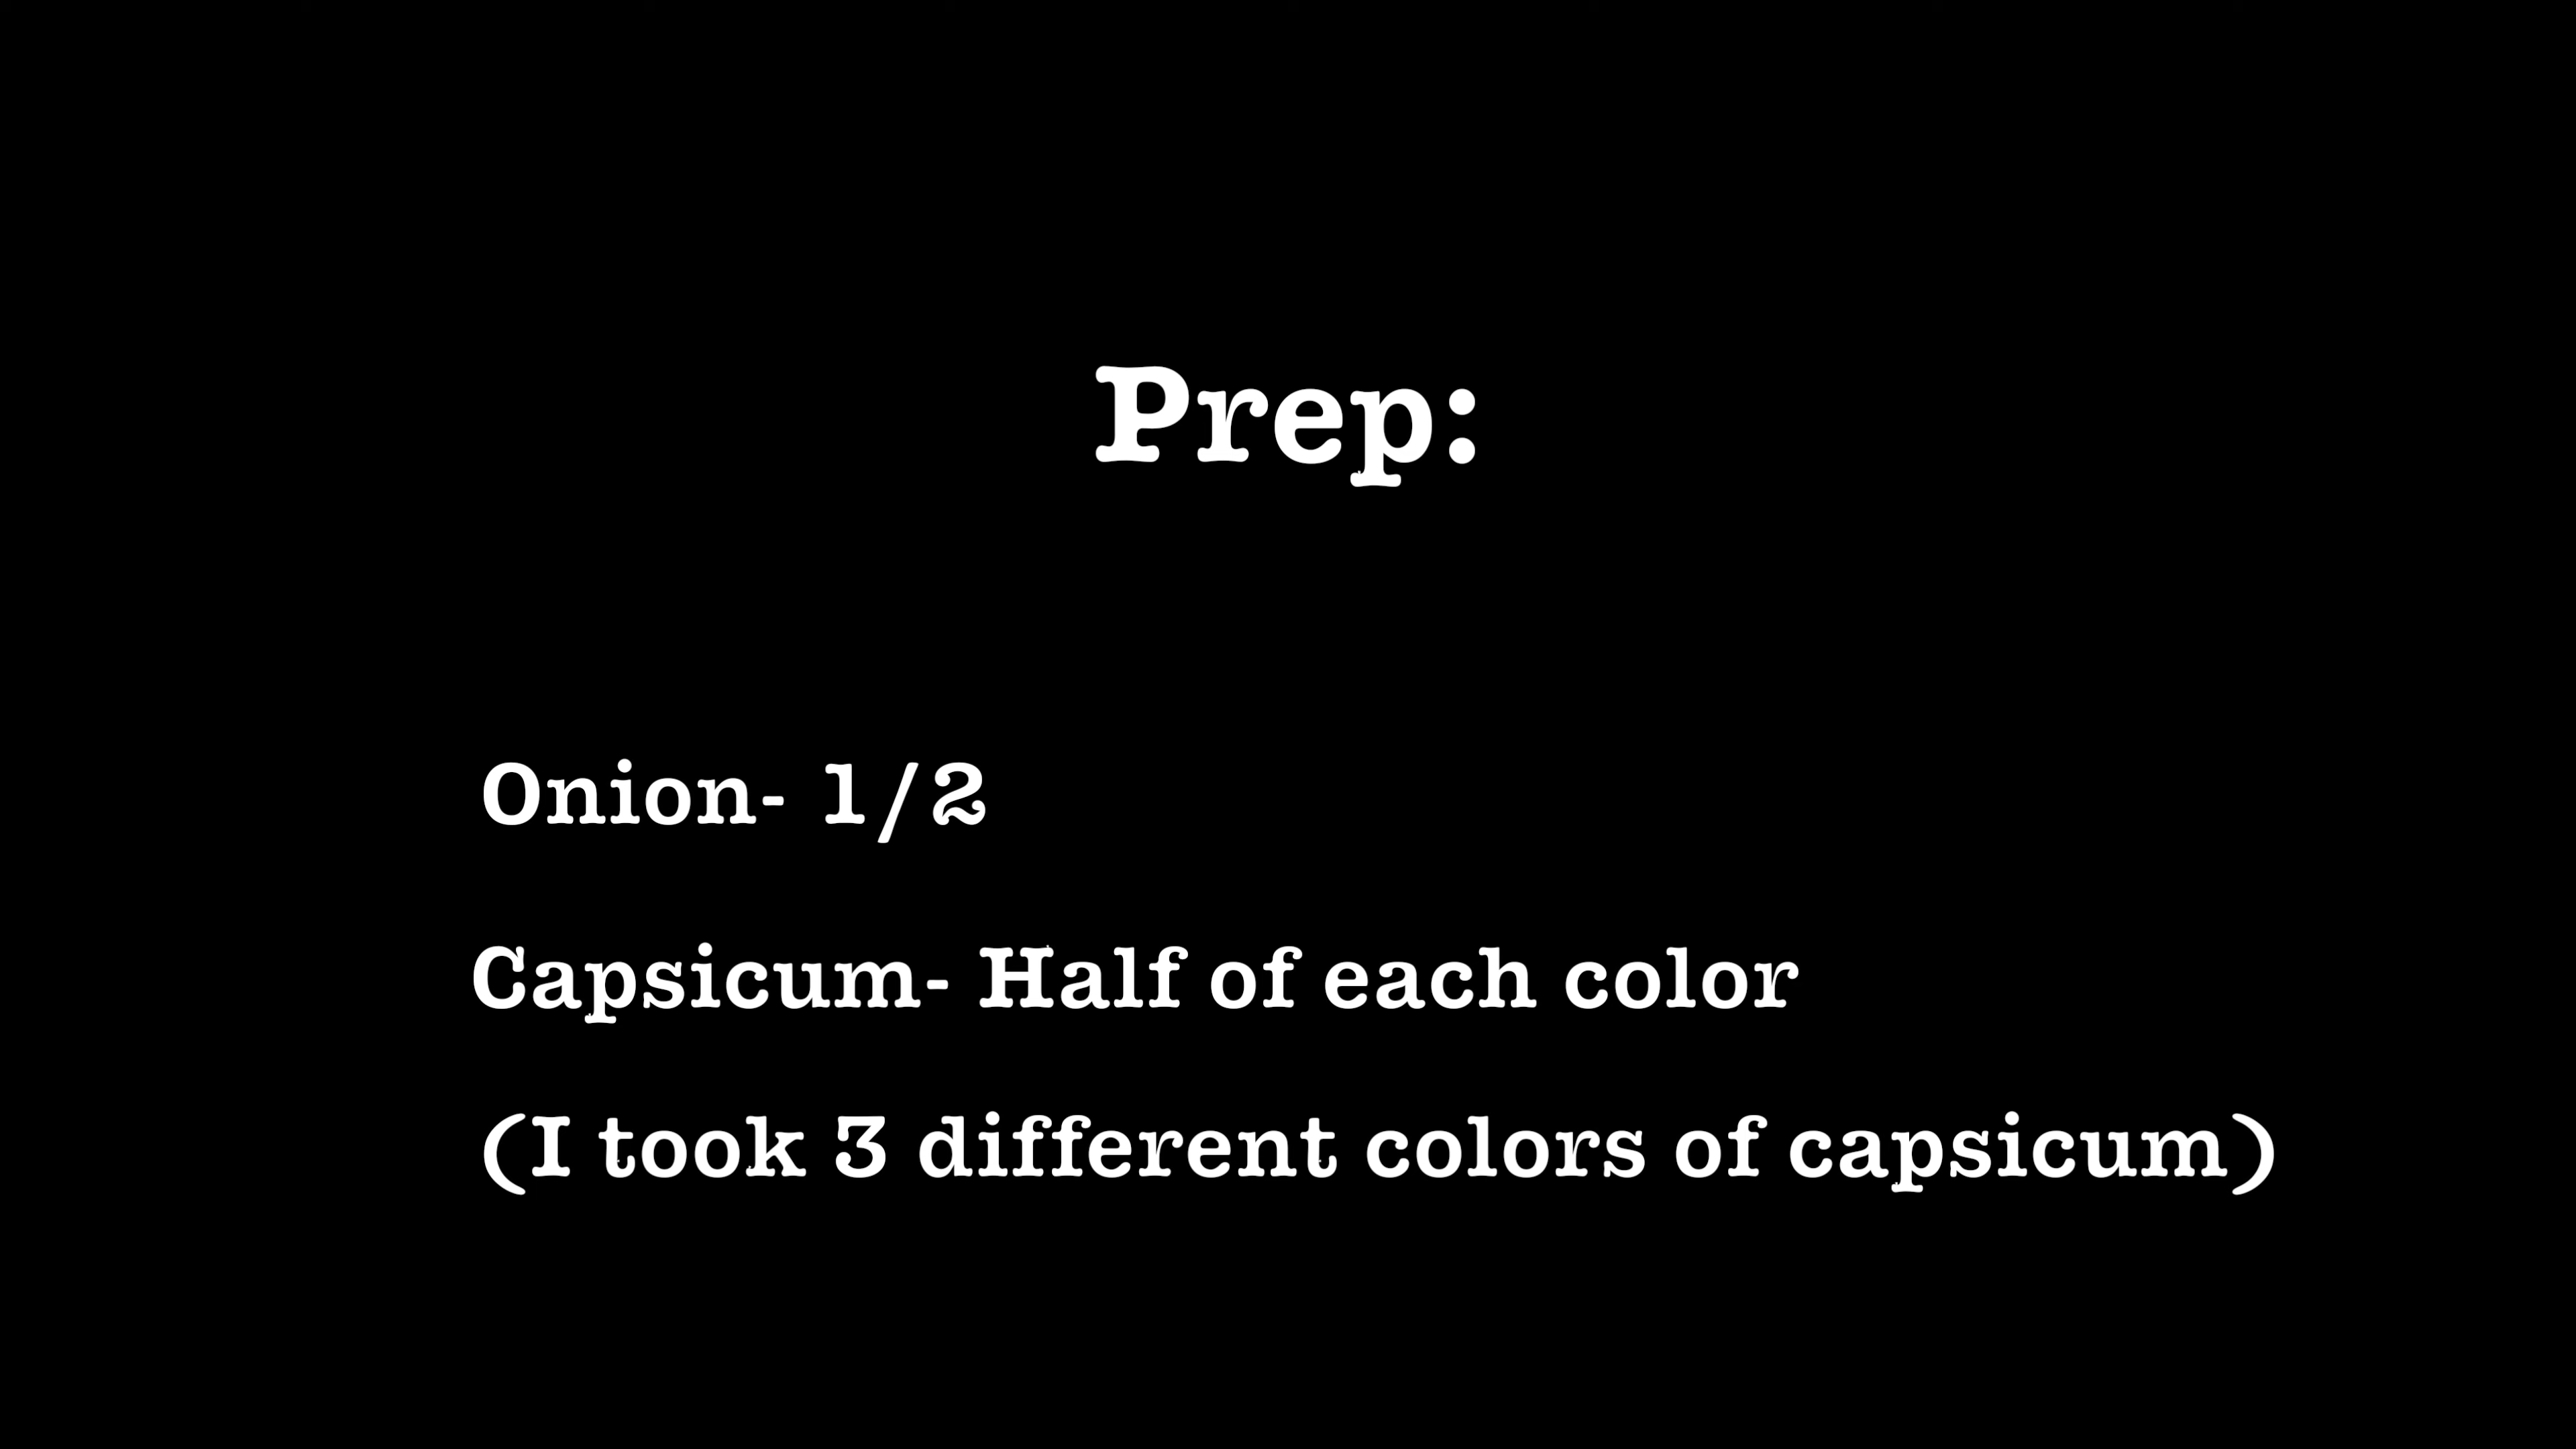 Prep:
Onion- 1/2
Capsicum- Half of each color
(I took 3 different colors of capsicum)